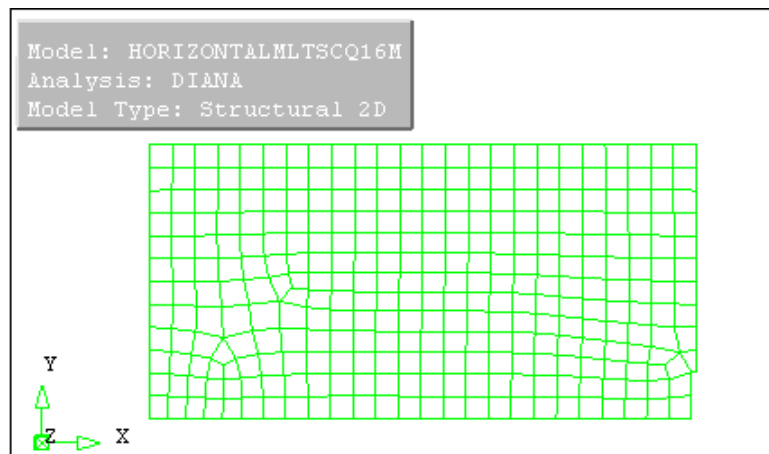 Model: HORIZONTALMLTSCQ16M
Analysis: DIANA
Model Type: Structural 2D
Y
Z
X